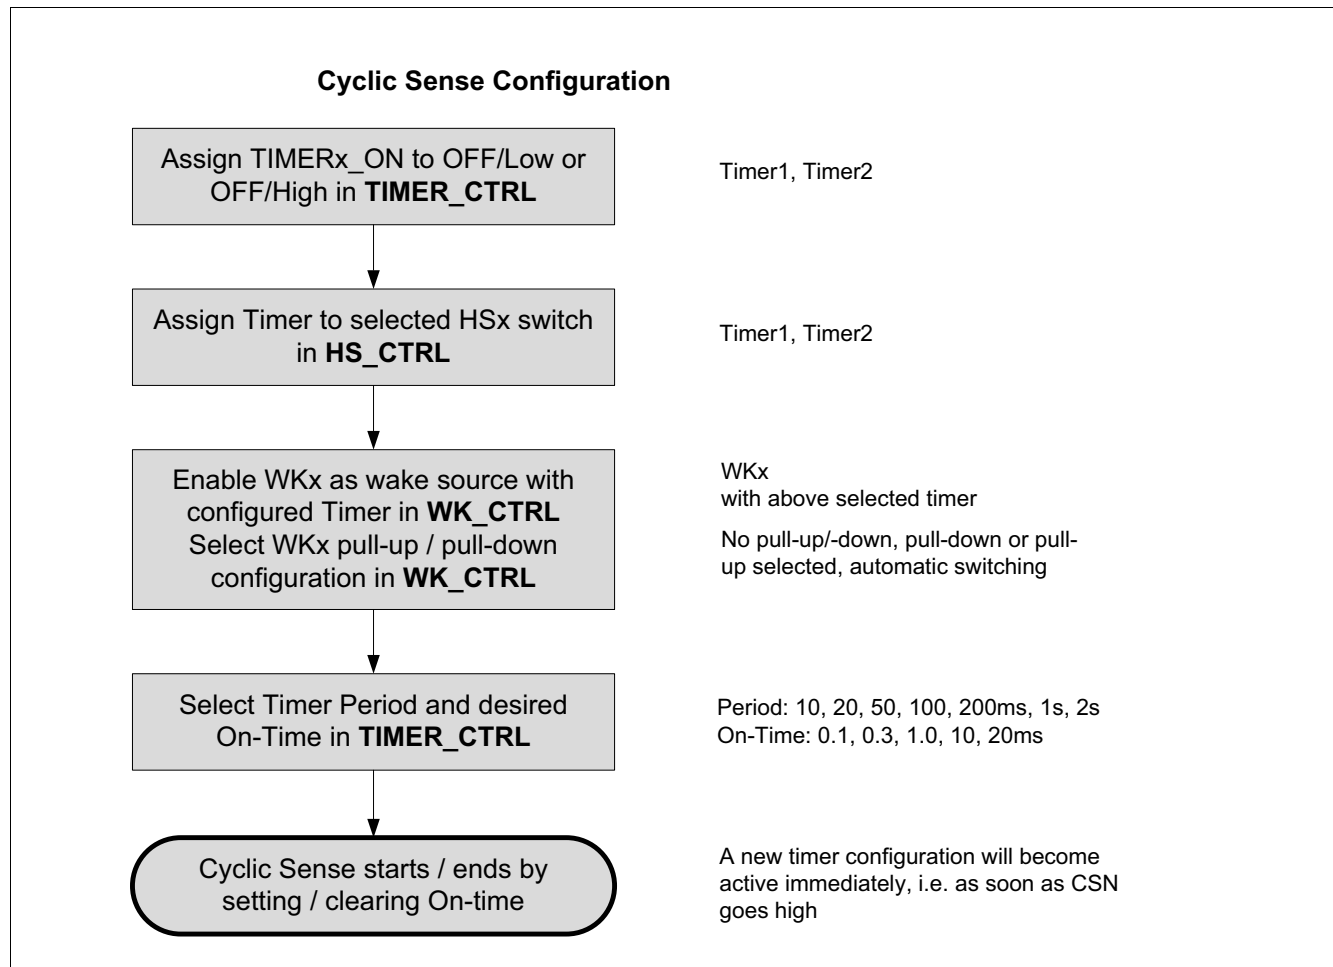 Cyclic Sense Configuration
Assign TIMERx_ON to OFF/Low or
OFF/High in TIMER_CTRL
Timer1, Timer2
Assign Timer to selected HSx switch
in HS_CTRL
Timer1, Timer2
Enable WKx as wake source with
configured Timer in WK_CTRL
Select WKx pull-up / pull-down
configuration in WK_CTRL
WKx
with above selected timer
No pull-up/-down, pull-down or pull-
up selected, automatic switching
Select Timer Period and desired
On-Time in TIMER_CTRL
Period: 10, 20, 50, 100, 200ms, 1s, 2s
On-Time: 0.1, 0.3, 1.0, 10, 20ms
Cyclic Sense starts / ends by
setting / clearing On-time
A new timer configuration will become
active immediately, i.e. as soon as CSN
goes high